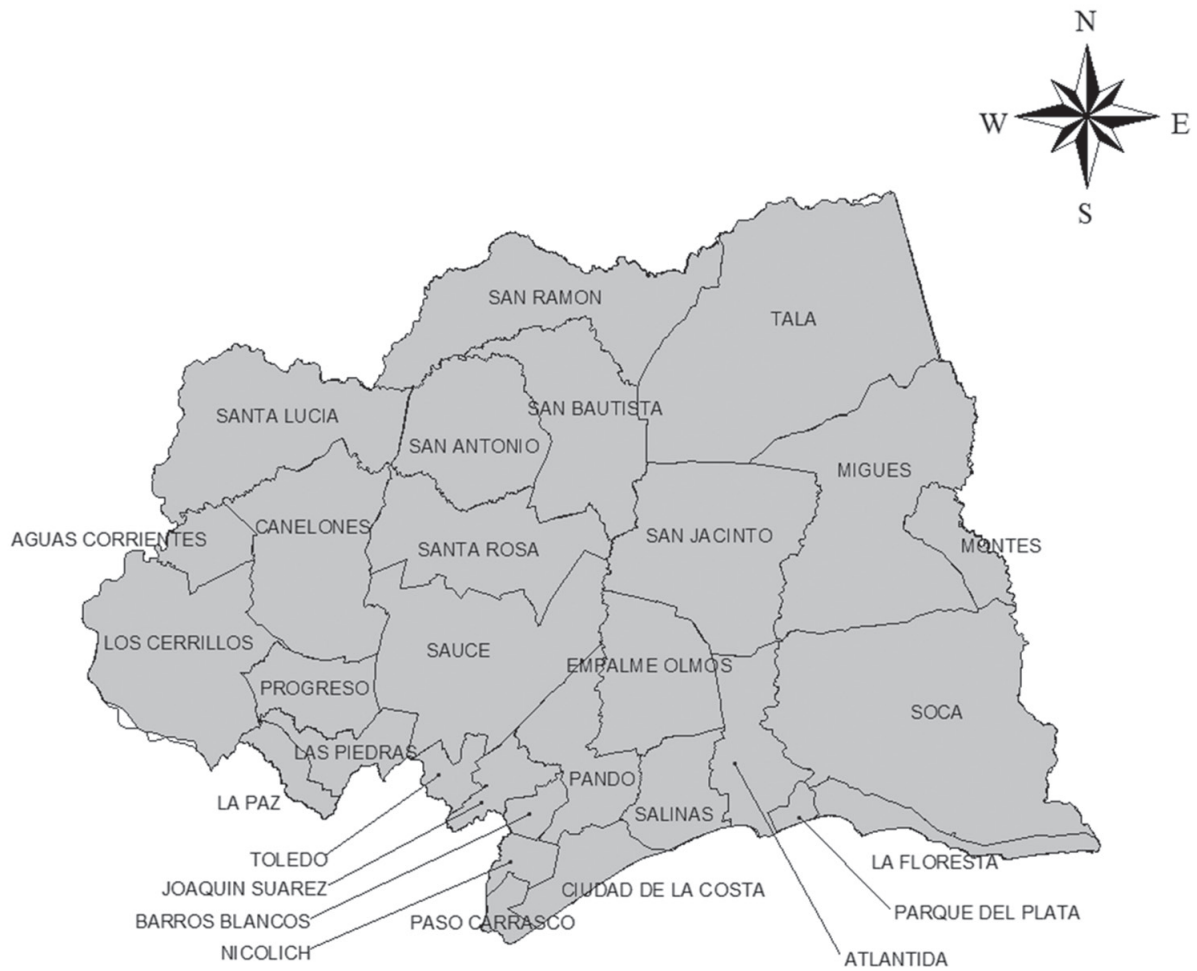 N
W
E
S
SAN RAMON
TALA
SANTA LUCIA
SAN BAUTISTA
SAN ANTONIO
MIGUES
CANELONES
AGUAS CORRIENTES
SANTA ROSA
SAN JACINTO
MONTES
LOS CERRILLOS
SAUCE
EMPALME OLMOS
PROGRESO
SOCA
LAS PIEDRAS
PANDO
LA PAZ
SALINAS
TOLEDO
LA FLORESTA
JOAQUIN SUAREZ
CIUDAD DE LA COSTA
BARROS BLANCOS
PASO CARRASCO
PARQUE DEL PLATA
NICOLICH
ATLANTIDA